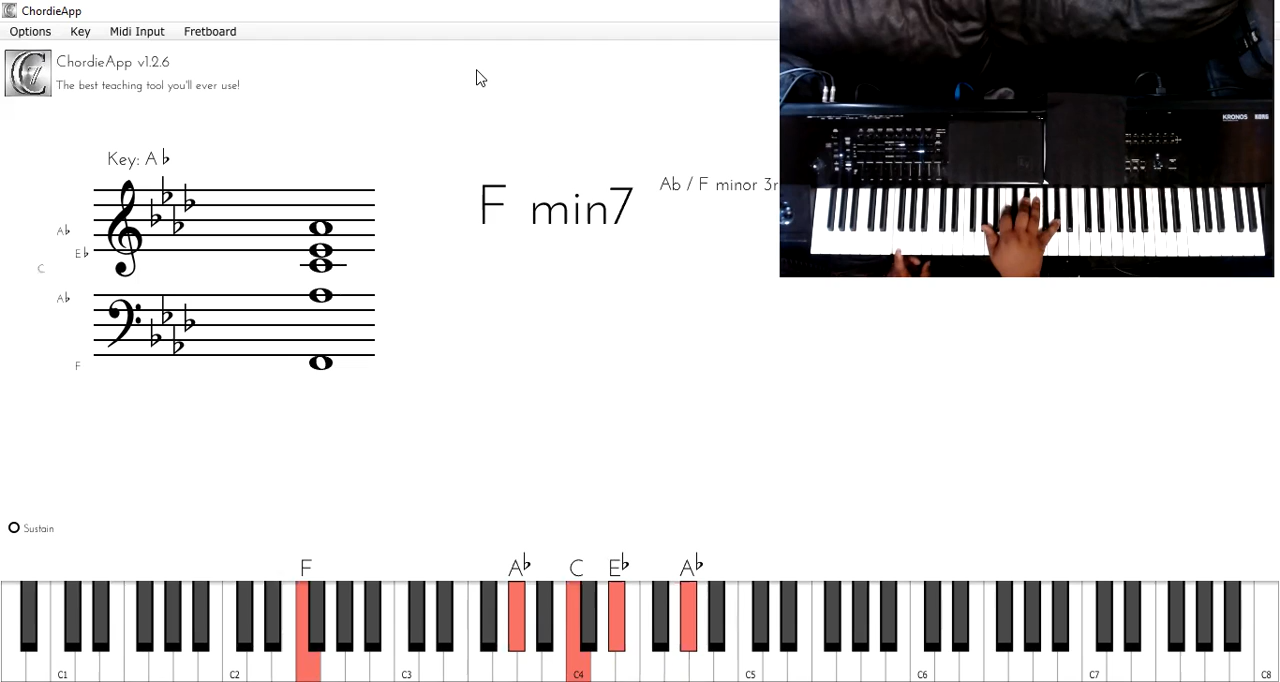 ChordieApp
Options Key Midi Input Fretboard
ChordieApp v1.2.6
The best teaching tool you'll ever use!
Key: A♭
F min7
Ab / F minor 3r
A♭
E♭
C
A♭
F
KRONOS KORG
Sustain
F A♭ C E♭ A♭
C1 C2 C3 C4 C5 C6 C7 C8